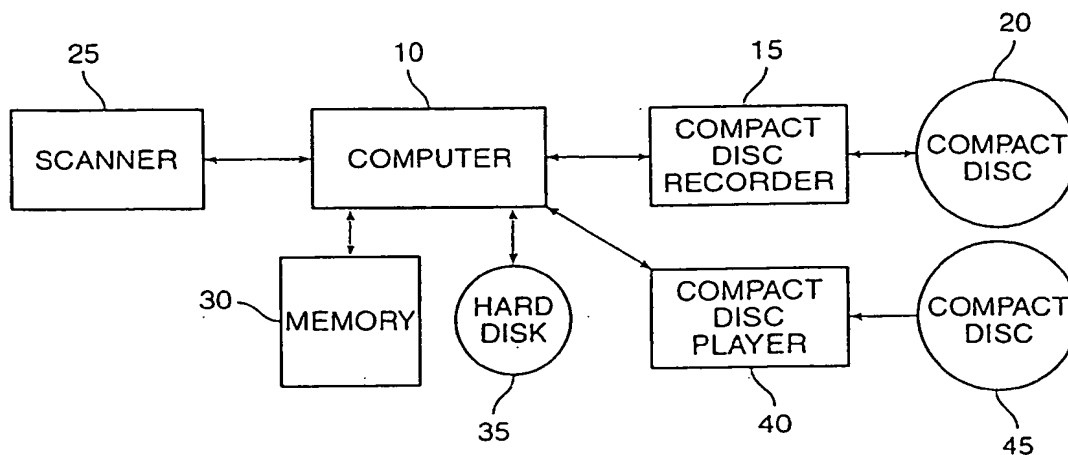 25
10
15
20
SCANNER
COMPUTER
COMPACT
DISC
RECORDER
COMPACT
DISC
30
MEMORY
HARD
DISK
35
COMPACT
DISC
PLAYER
40
COMPACT
DISC
45